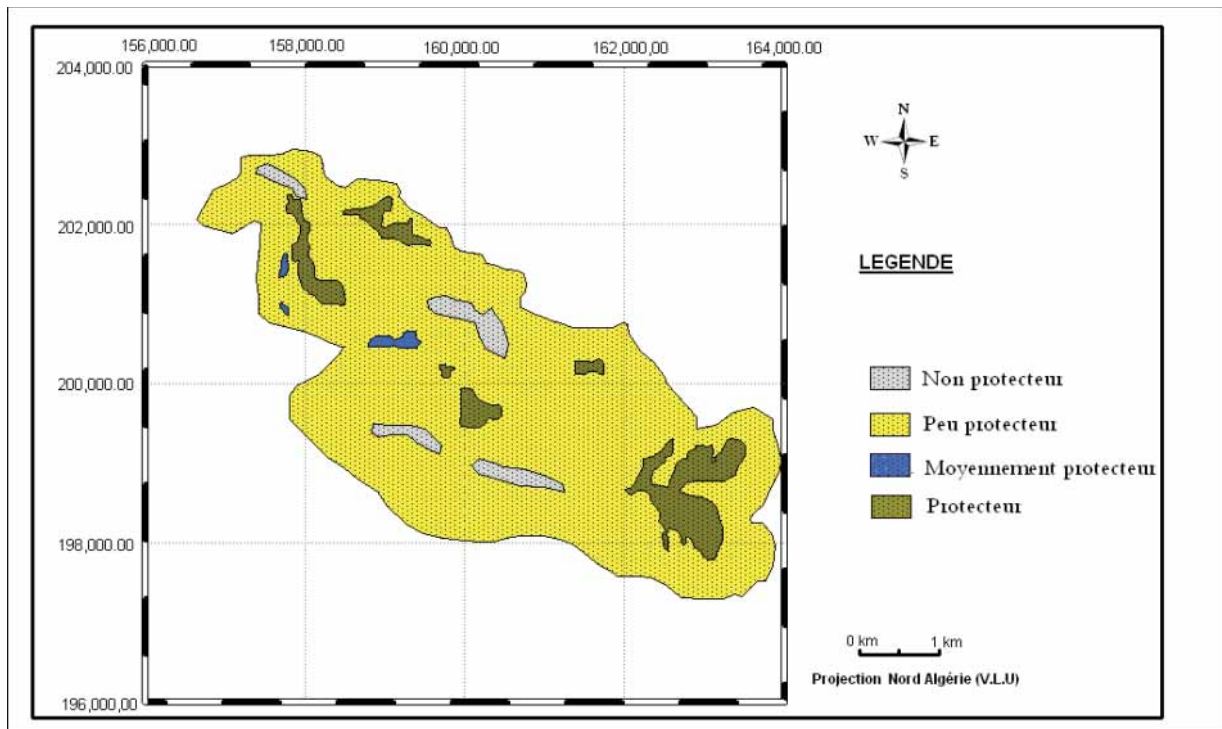 156,000.00 158,000.00 160,000.00 162,000.00 164,000.00
204,000.00
202,000.00
200,000.00
198,000.00
196,000,00
N
W E
S
LEGENDE
Non protecteur
Peu protecteur
Moyennement protecteur
Protecteur
0 km 1 km
Projection Nord Algérie (V.L.U)